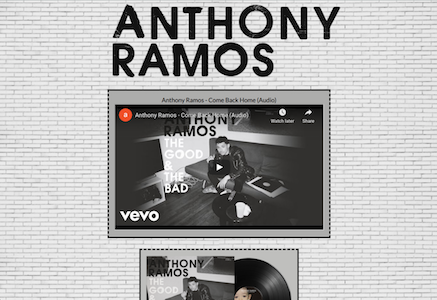 ANTHONY
RAMOS
Anthony Ramos - Come Back Home (Audio)
Anthony Ramos - Come Back Home (Audio)
Watch later
Share
ANTHONY
RAMOS
THE
GOOD
&
THE
BAD
vevo
ANTHONY
RAMOS
THE
GOOD